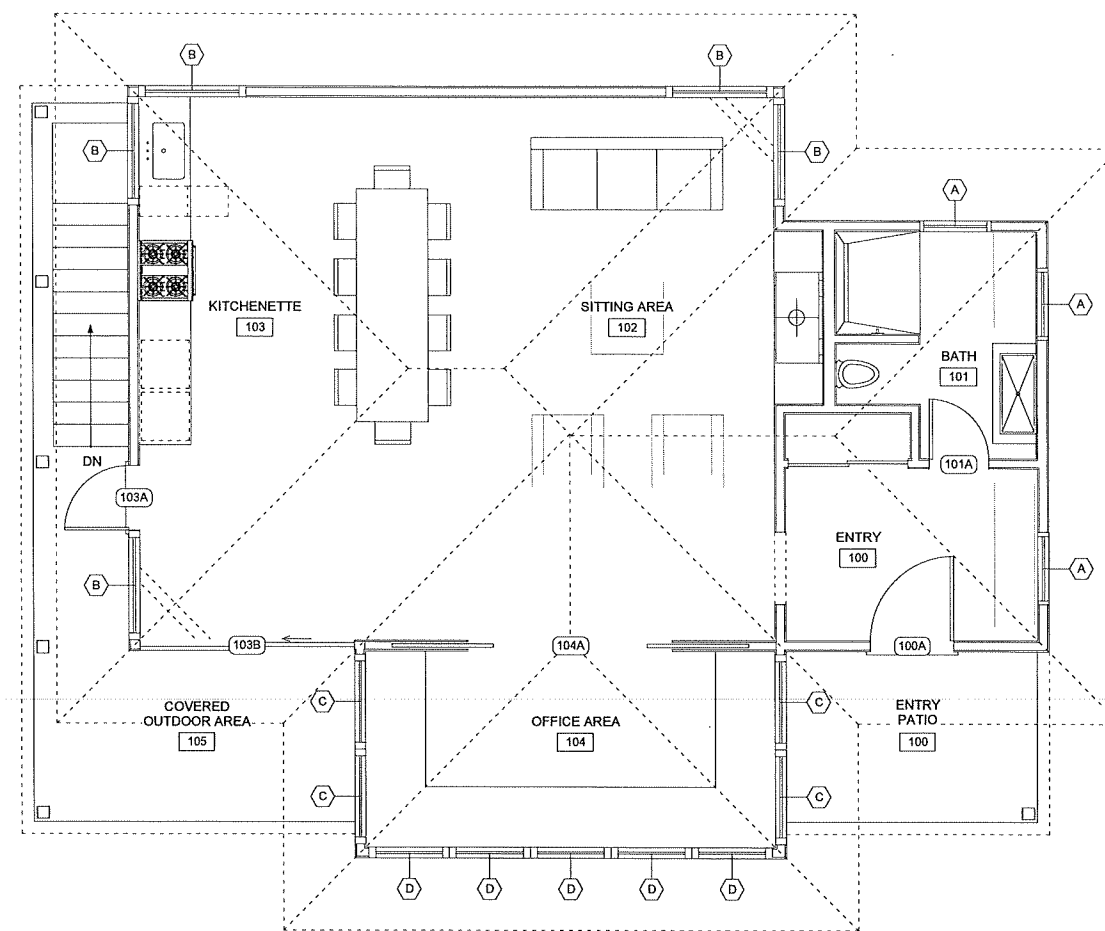 B
B
B
B
A
A
KITCHENETTE
103
SITTING AREA
102
BATH
101
DN
101A
103A
ENTRY
100
A
B
103B
104A
100A
C
C
COVERED
OUTDOOR AREA
105
OFFICE AREA
104
ENTRY
PATIO
100
C
C
D
D
D
D
D